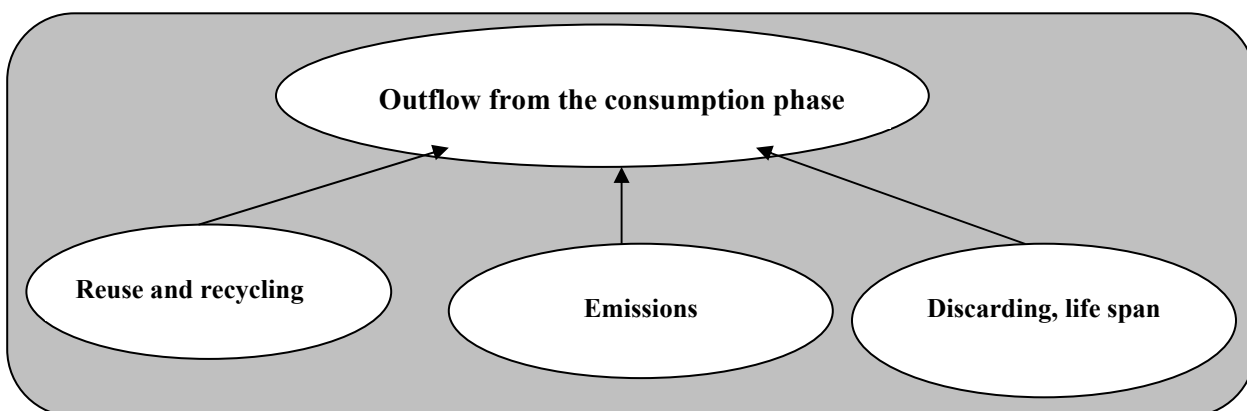 Outflow from the consumption phase
Reuse and recycling
Emissions
Discarding, life span